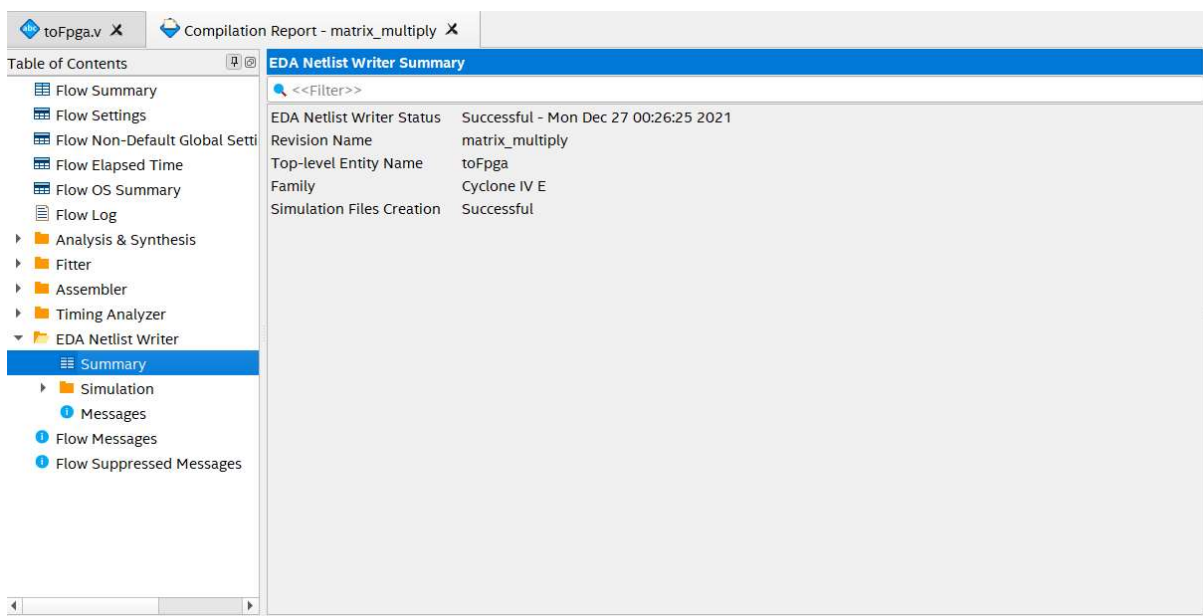 toFpga.v
Compilation Report - matrix_multiply
Table of Contents
Flow Summary
Flow Settings
Flow Non-Default Global Setti
Flow Elapsed Time
Flow OS Summary
Flow Log
Analysis & Synthesis
Fitter
Assembler
Timing Analyzer
EDA Netlist Writer
Summary
Simulation
Messages
Flow Messages
Flow Suppressed Messages
EDA Netlist Writer Summary
<<Filter>>
EDA Netlist Writer Status Successful - Mon Dec 27 00:26:25 2021
Revision Name matrix_multiply
Top-level Entity Name toFpga
Family Cyclone IV E
Simulation Files Creation Successful